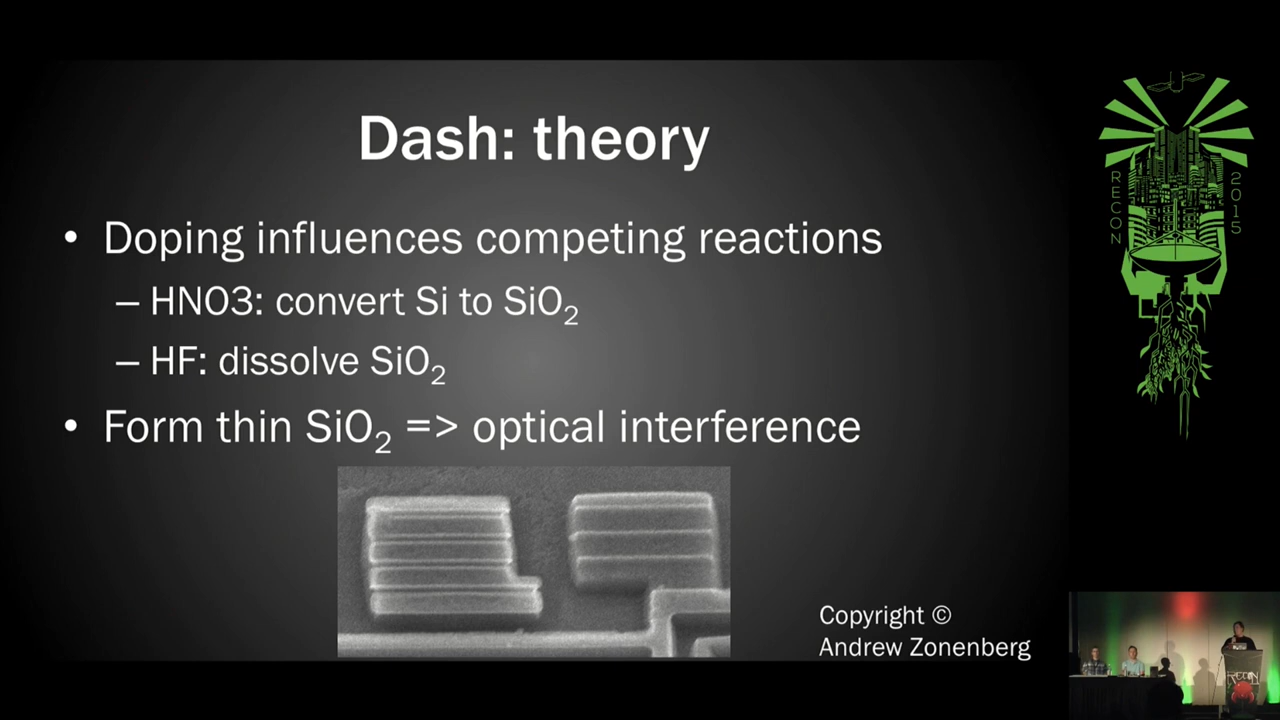 Dash: theory
• Doping influences competing reactions
– HNO3: convert Si to SiO₂
– HF: dissolve SiO₂
• Form thin SiO₂ => optical interference
Copyright ©
Andrew Zonenberg
RECON
2015
RECON